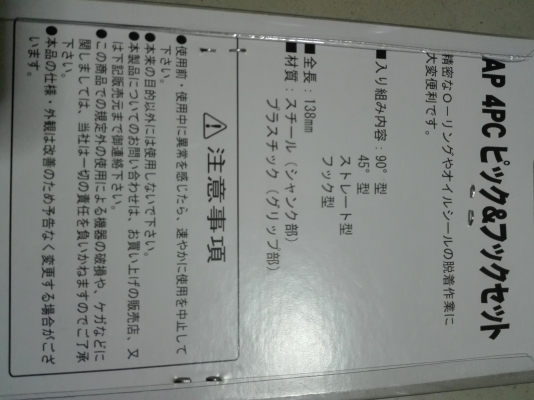 AP 4PC ピック&フックセット
精密なO−リングやオイルシールの脱着作業に
大変便利です。
■入り組み内容：90°型
45°型
ストレート型
フック型
■全長：138mm
■材質：スチール（シャンク部）
プラスチック（グリップ部）
⚠注意事項
●使用前・使用中に異常を感じたら、速やかに使用を中止して
下さい。
●本来の目的以外には使用しないで下さい。
●本製品についてのお問い合わせは、お買い上げの販売店、又
は下記販売元まで御連絡下さい。
●この商品での規定外の使用による機器の破損や、ケガなどに
関しましては、当社は一切の責任を負いかねますのでご了承
下さい。
●本品の仕様・外観は改善のため予告なく変更する場合がござ
います。